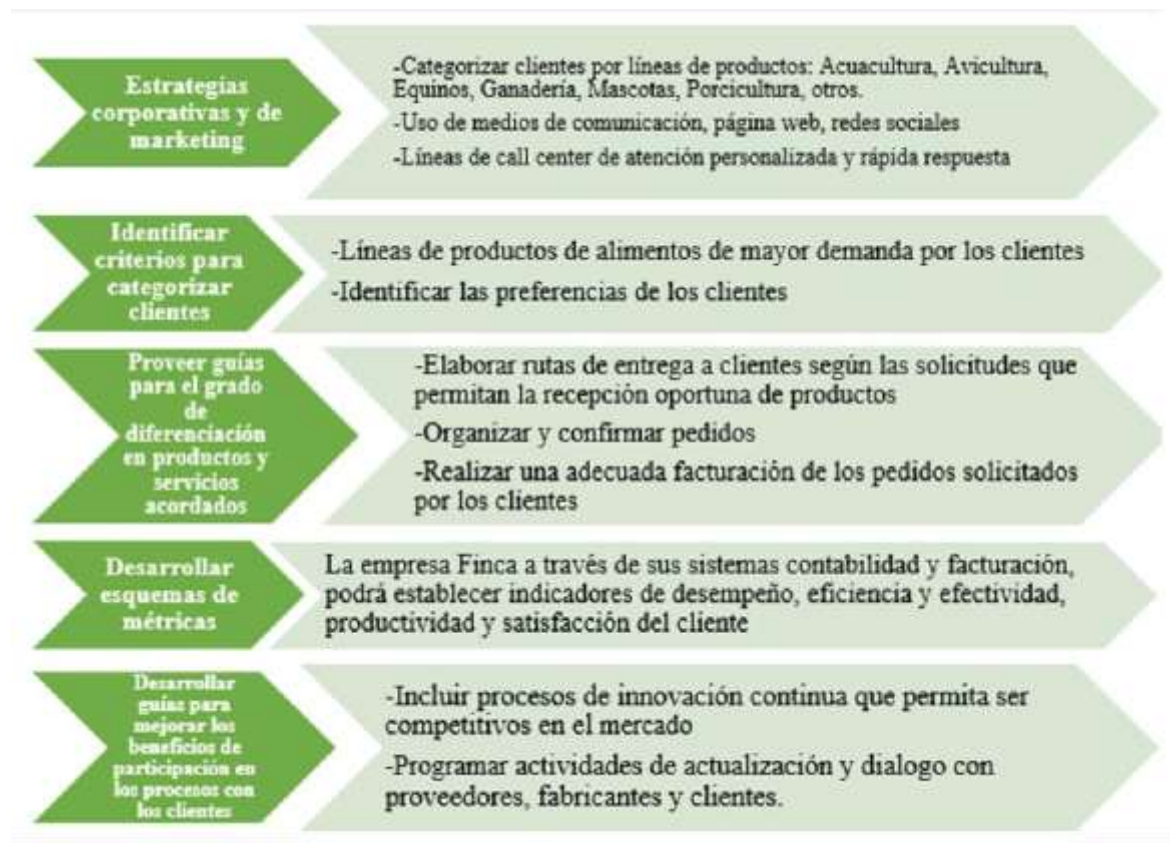 Estrategias
corporativas y de
marketing
-Categorizar clientes por líneas de productos: Acuacultura, Avicultura,
Equinos, Ganadería, Mascotas, Porcicultura, otros.
-Uso de medios de comunicación, página web, redes sociales
-Líneas de call center de atención personalizada y rápida respuesta
Identificar
criterios para
categorizar
clientes
-Líneas de productos de alimentos de mayor demanda por los clientes
-Identificar las preferencias de los clientes
Proveer guías
para el grado
de
diferenciación
en productos y
servicios
acordados
-Elaborar rutas de entrega a clientes según las solicitudes que
permitan la recepción oportuna de productos
-Organizar y confirmar pedidos
-Realizar una adecuada facturación de los pedidos solicitados
por los clientes
Desarrollar
esquemas de
métricas
La empresa Finca a través de sus sistemas contabilidad y facturación,
podrá establecer indicadores de desempeño, eficiencia y efectividad,
productividad y satisfacción del cliente
Desarrollar
guías para
mejorar los
beneficios de
participación en
los procesos con
los clientes
-Incluir procesos de innovación continua que permita ser
competitivos en el mercado
-Programar actividades de actualización y dialogo con
proveedores, fabricantes y clientes.